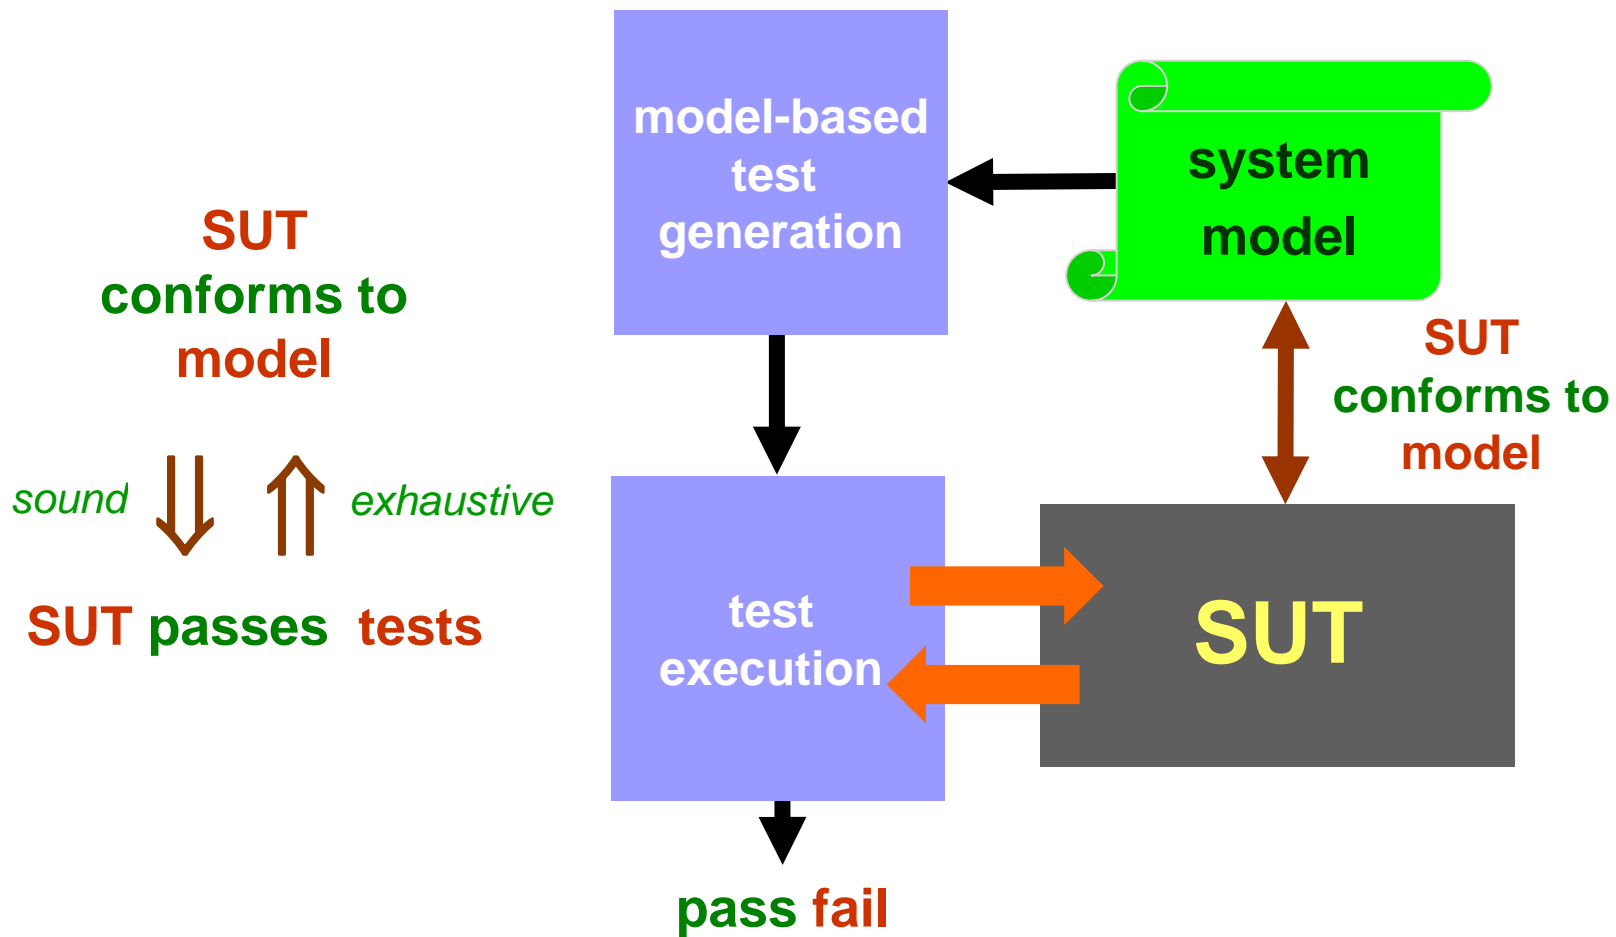 model-based
test
generation
system
model
SUT
conforms to
model
sound
exhaustive
SUT passes tests
SUT
conforms to
model
test
execution
SUT
pass fail